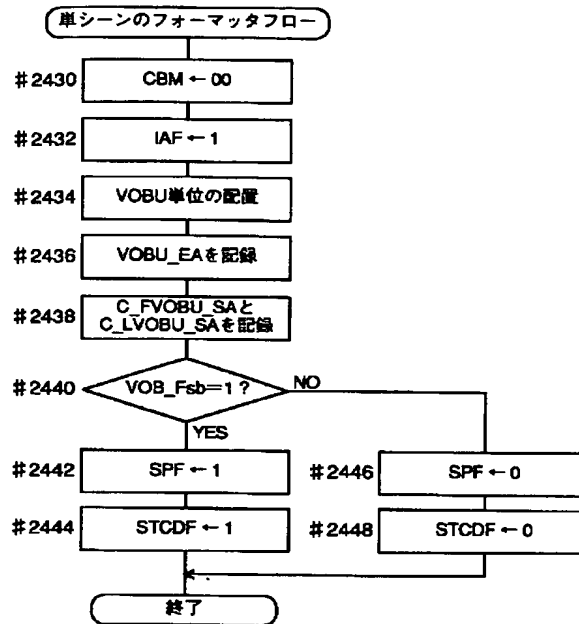 単シーンのフォーマッタフロー
#2430
CBM ← 00
#2432
IAF ← 1
#2434
VOBU単位の配置
#2436
VOBU_EAを記録
#2438
C_FVOBU_SAと
C_LVOBU_SAを記録
#2440
VOB_Fsb=1?
NO
YES
#2442
SPF ← 1
#2446
SPF ← 0
#2444
STCDF ← 1
#2448
STCDF ← 0
終了